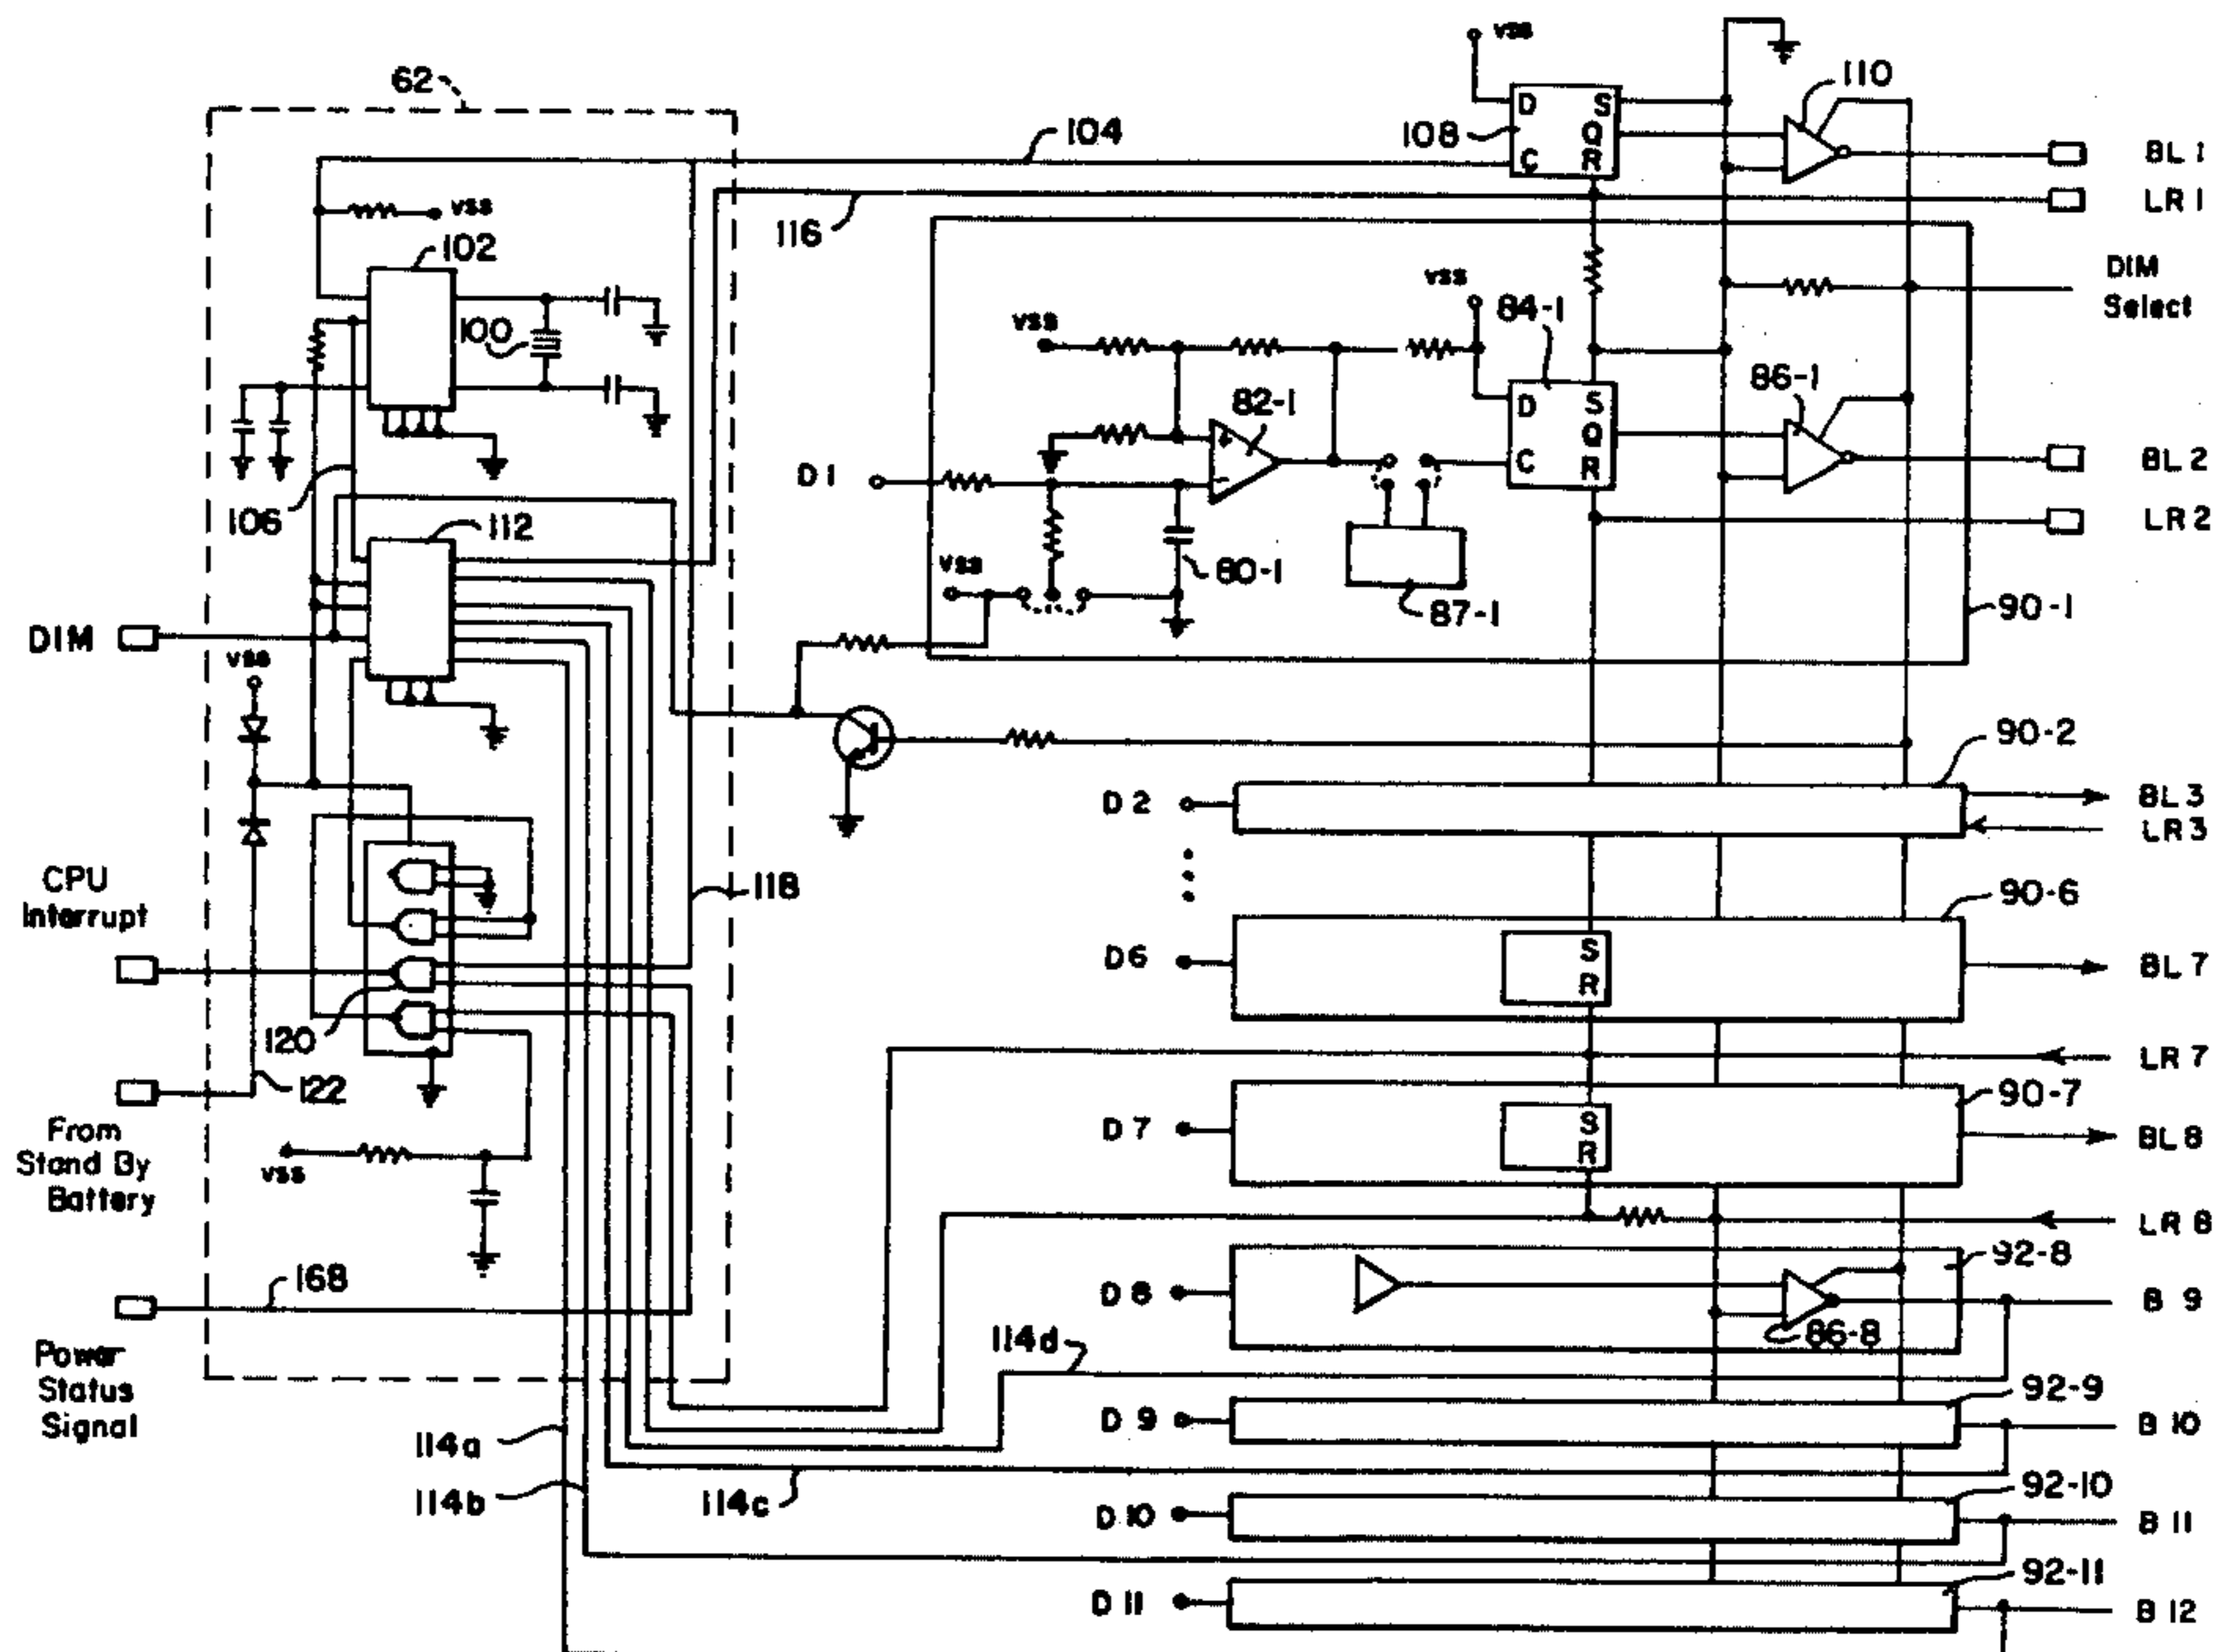 vss
62
110
D S
104
108
Q
BL 1
C R
vss
116
LR 1
102
vss
DIM
Select
100
vss
84-1
D S
86-1
82-1
+
Q
D 1
C
BL 2
-
R
106
112
LR 2
vss
80-1
87-1
90-1
DIM
vss
90-2
D 2
BL 3
LR 3
CPU
Interrupt
118
90-6
D 6
S
R
BL 7
120
LR 7
122
90-7
From
Stand By
Battery
D 7
S
R
BL 8
vss
LR 8
92-8
168
D 8
B 9
86-8
114d
Power
Status
Signal
92-9
D 9
B 10
114a
114b
114c
92-10
D 10
B 11
92-11
D 11
B 12